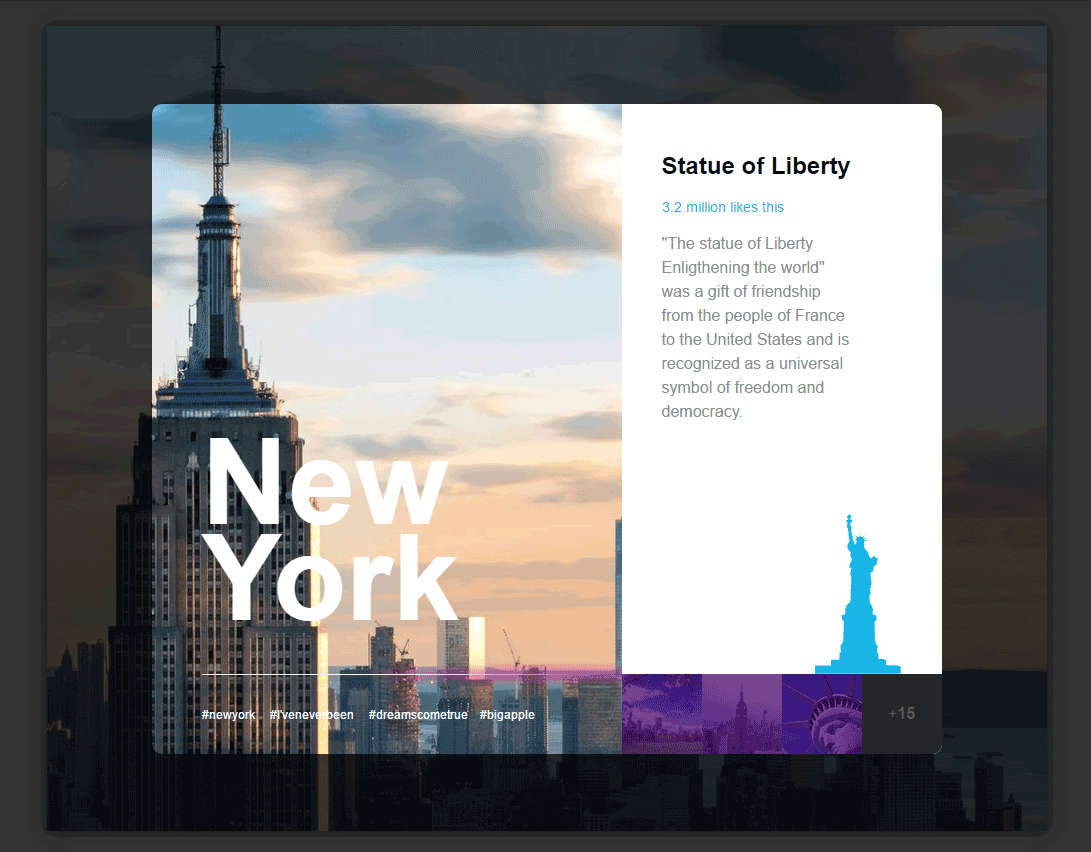 New
York
#newyork #I'veneverbeen #dreamscometrue #bigapple
Statue of Liberty
3.2 million likes this
"The statue of Liberty
Enligthening the world"
was a gift of friendship
from the people of France
to the United States and is
recognized as a universal
symbol of freedom and
democracy.
+15